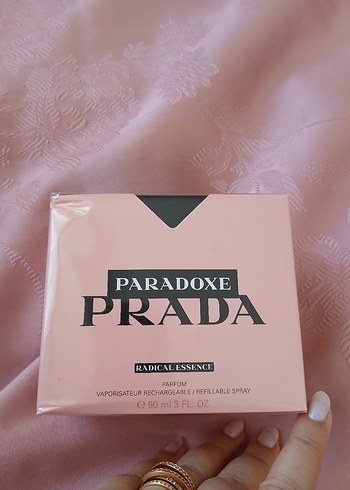 PARADOXE
PRADA
RADICAL ESSENCE
PARFUM
VAPORISATEUR RECHARGEABLE / REFILLABLE SPRAY
℮ 90 ml 3 FL. OZ.